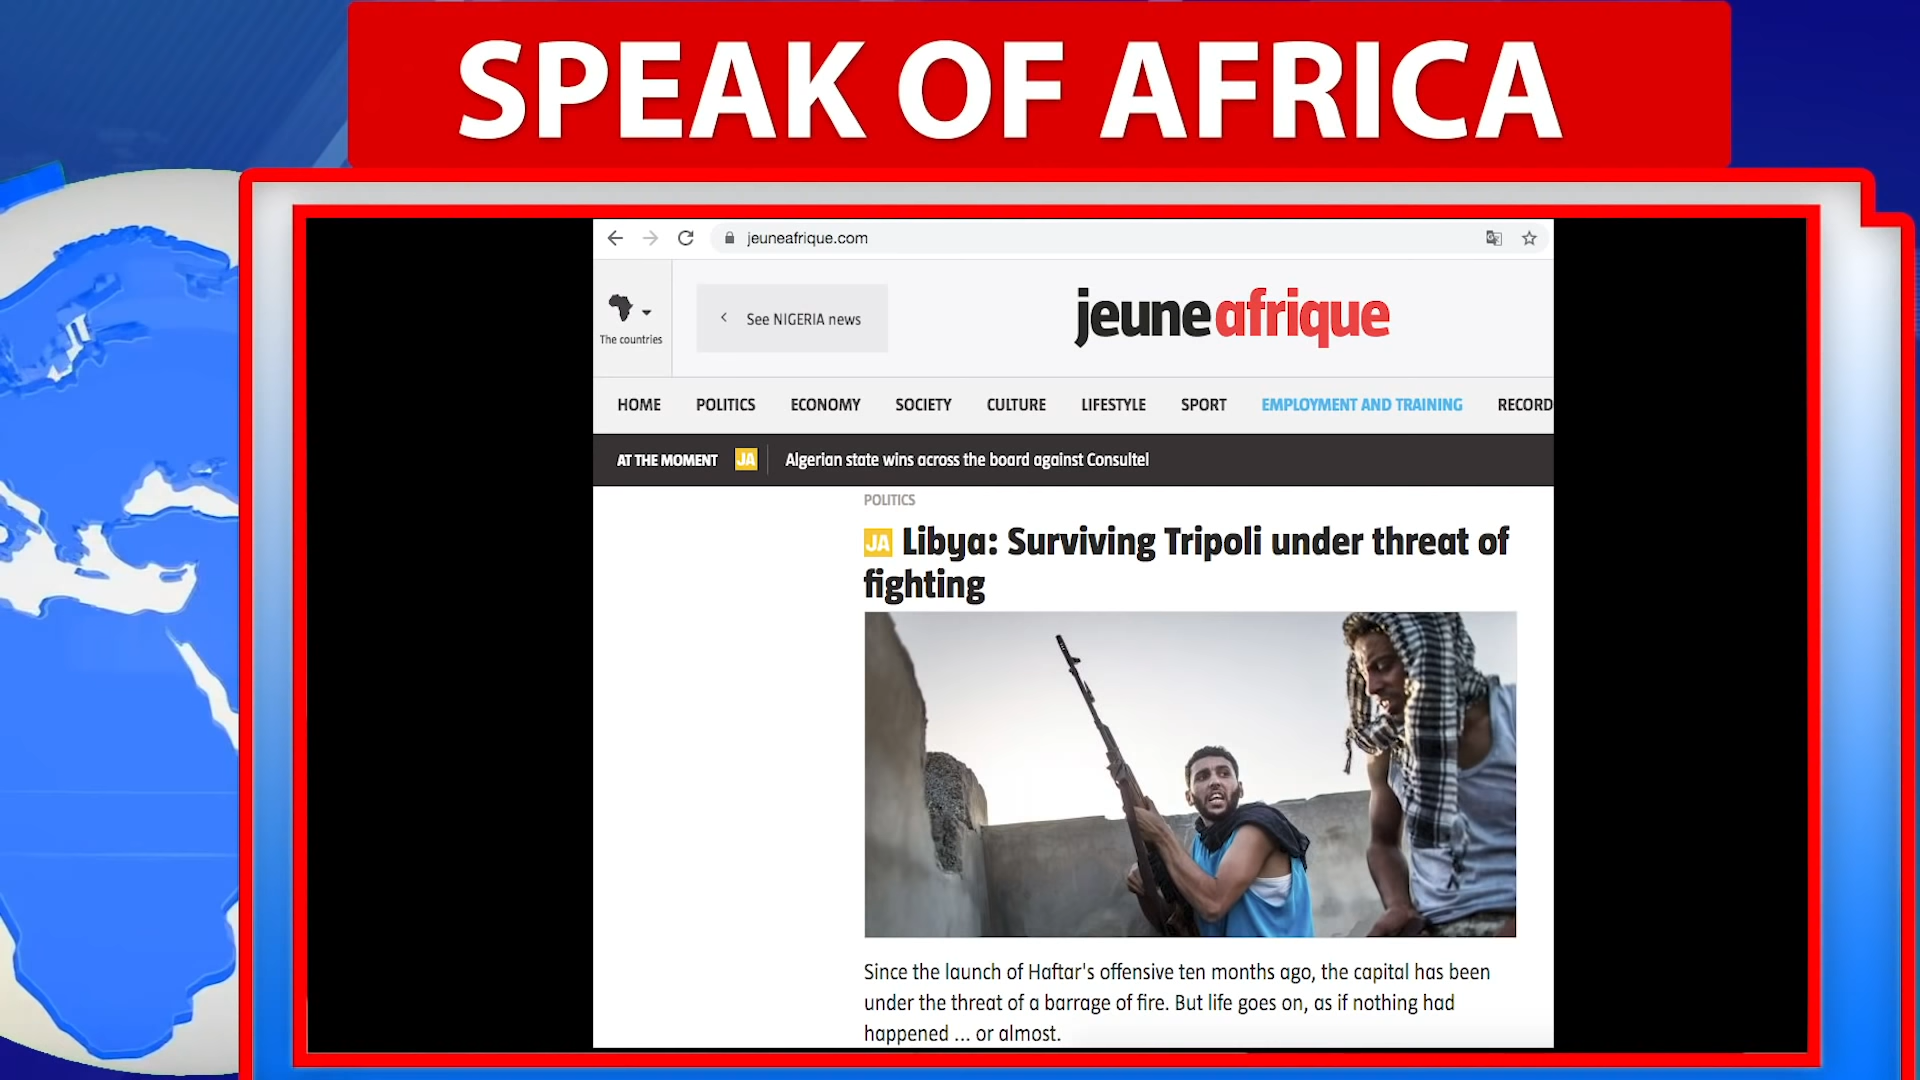 SPEAK OF AFRICA
jeuneafrique.com
The countries
See NIGERIA news
jeune afrique
HOME POLITICS ECONOMY SOCIETY CULTURE LIFESTYLE SPORT EMPLOYMENT AND TRAINING RECORD
AT THE MOMENT JA Algerian state wins across the board against Consultel
POLITICS
JA Libya: Surviving Tripoli under threat of
fighting
Since the launch of Haftar's offensive ten months ago, the capital has been
under the threat of a barrage of fire. But life goes on, as if nothing had
happened ... or almost.